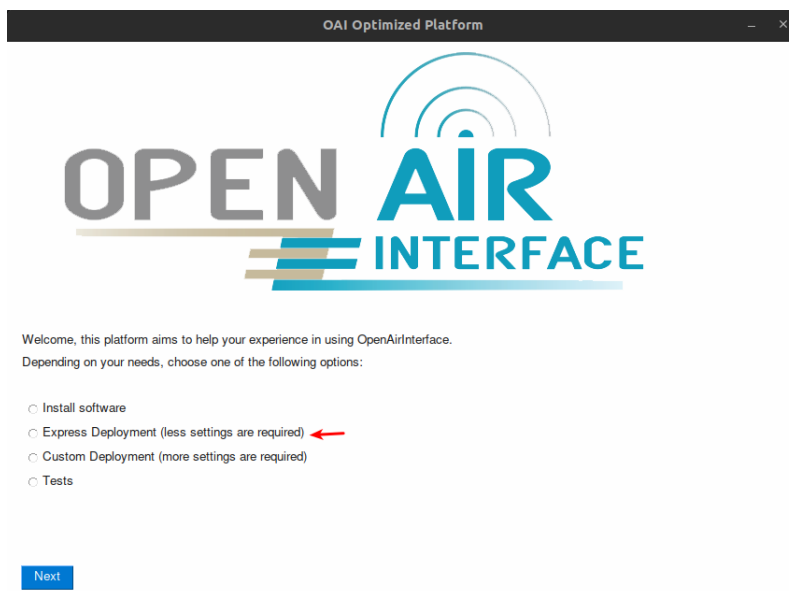 OAI Optimized Platform
OPEN AIR
INTERFACE
Welcome, this platform aims to help your experience in using OpenAirInterface.
Depending on your needs, choose one of the following options:
Install software
Express Deployment (less settings are required)
Custom Deployment (more settings are required)
Tests
Next